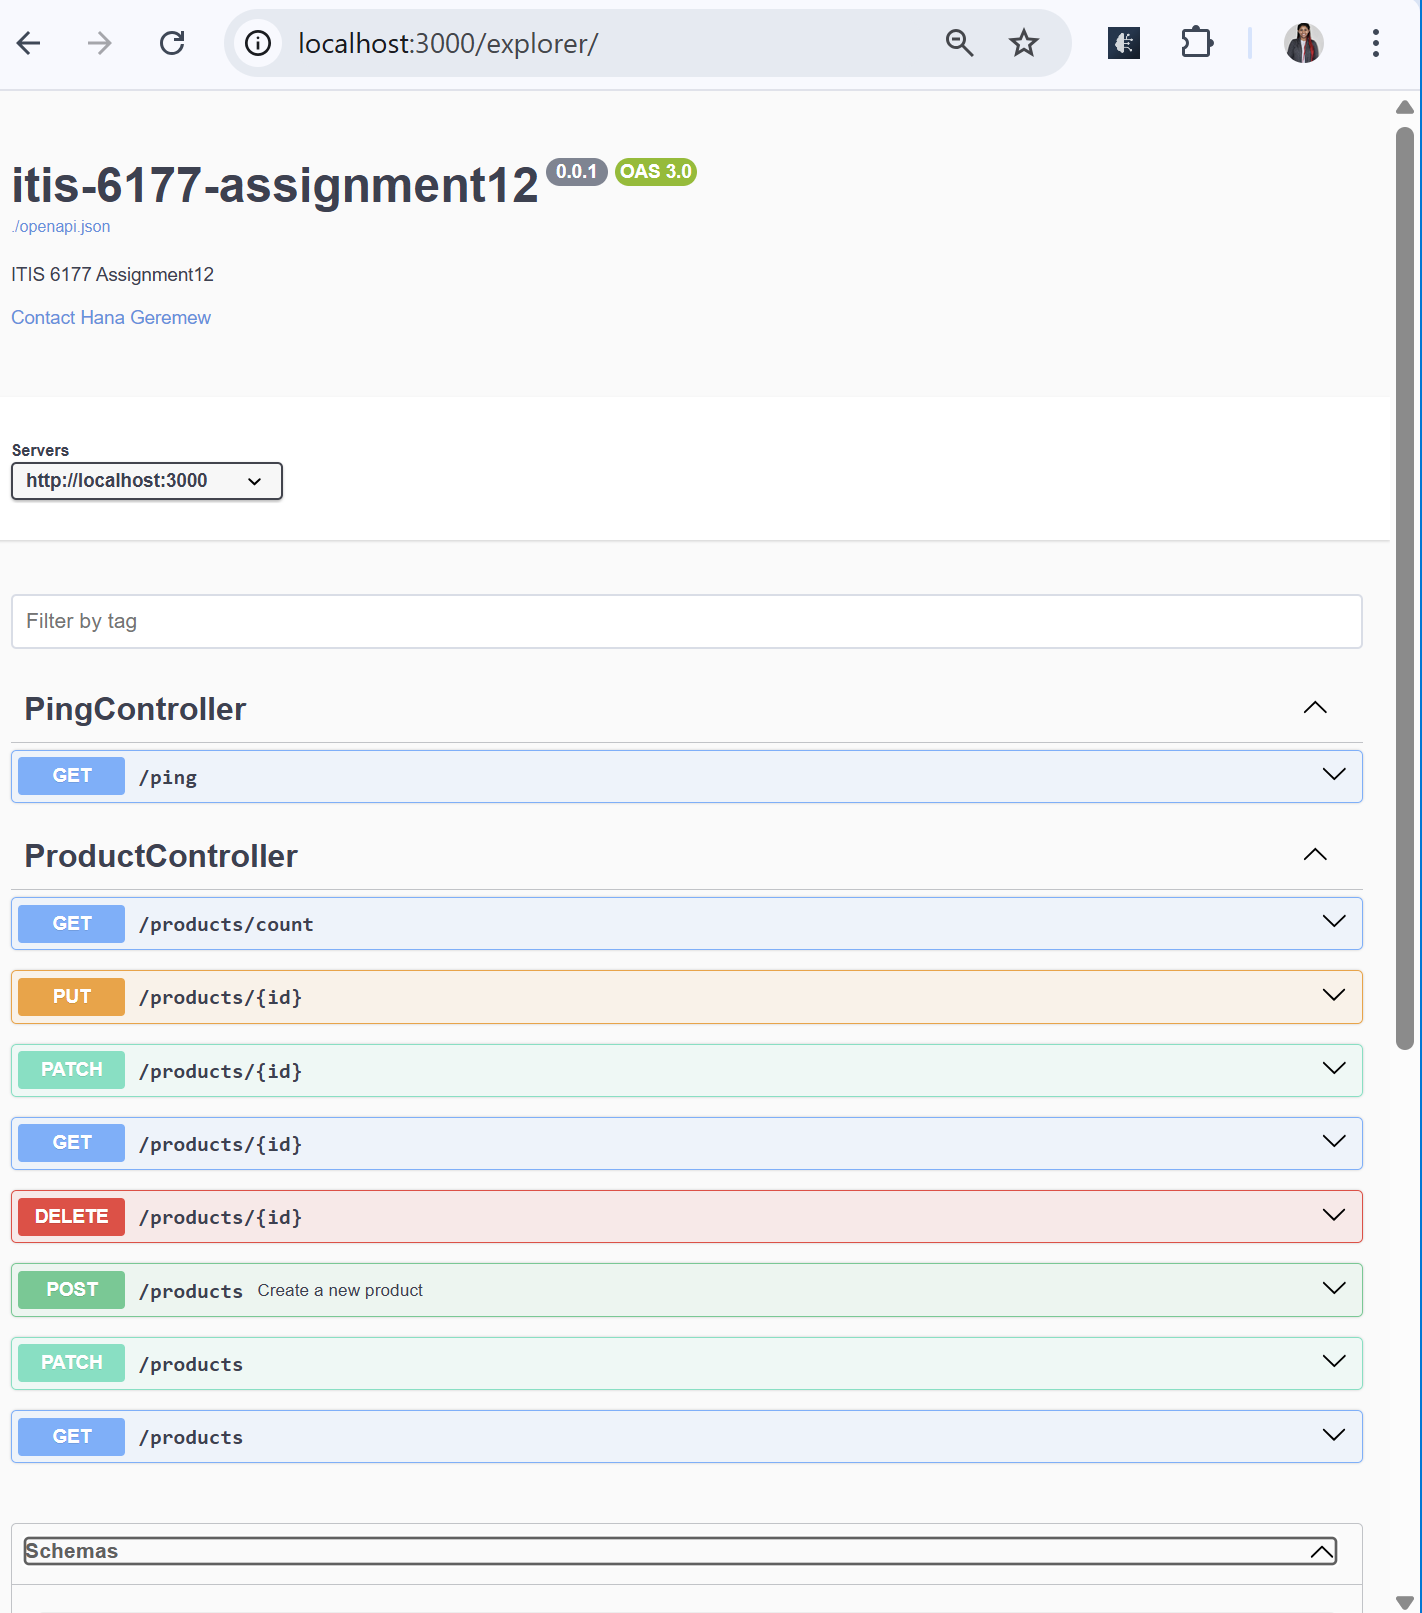 localhost:3000/explorer/
itis-6177-assignment12 0.0.1 OAS 3.0
./openapi.json
ITIS 6177 Assignment12
Contact Hana Geremew
Servers
http://localhost:3000
Filter by tag
PingController
GET /ping
ProductController
GET /products/count
PUT /products/{id}
PATCH /products/{id}
GET /products/{id}
DELETE /products/{id}
POST /products Create a new product
PATCH /products
GET /products
Schemas